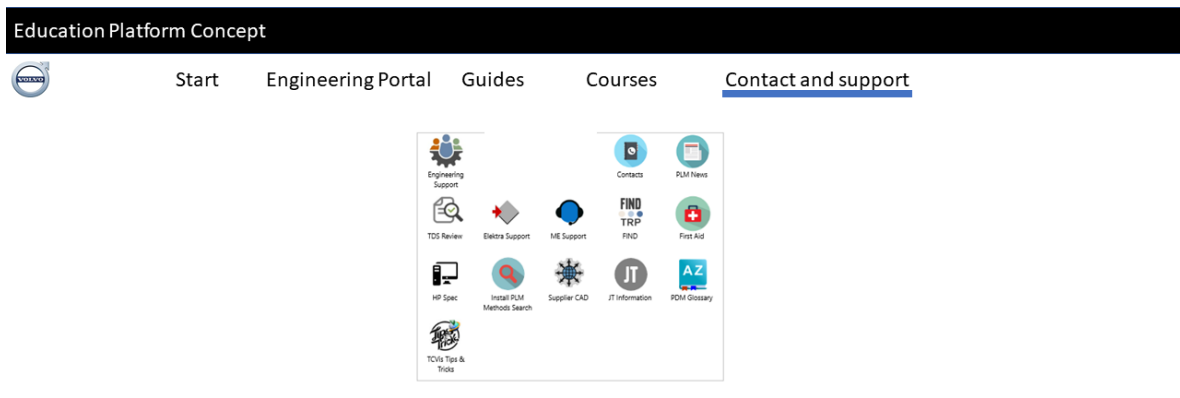 Education Platform Concept
VOLVO
Start Engineering Portal Guides Courses Contact and support
Engineering
Support
Contacts
PLM News
FIND
TRP
TDS Review
Elektra Support
ME Support
FIND
First Aid
JT
AZ
HP Spec
Install PLM
Methods Search
Supplier CAD
JT Information
PDM Glossary
Tips
Trick
TCVis Tips &
Tricks